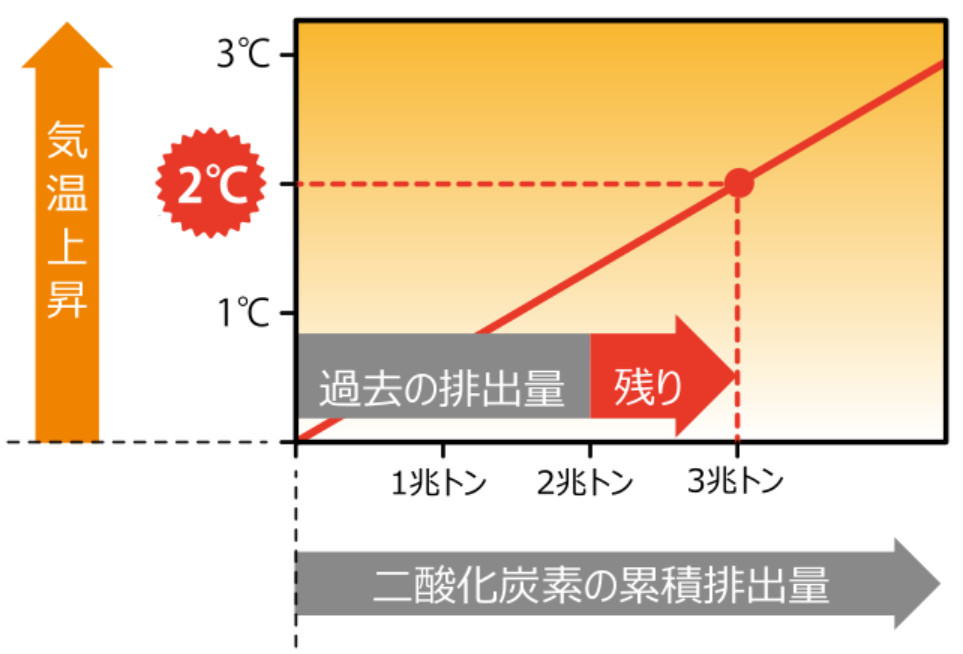 気温上昇
3℃
2℃
1℃
過去の排出量
残り
1兆トン
2兆トン
3兆トン
二酸化炭素の累積排出量